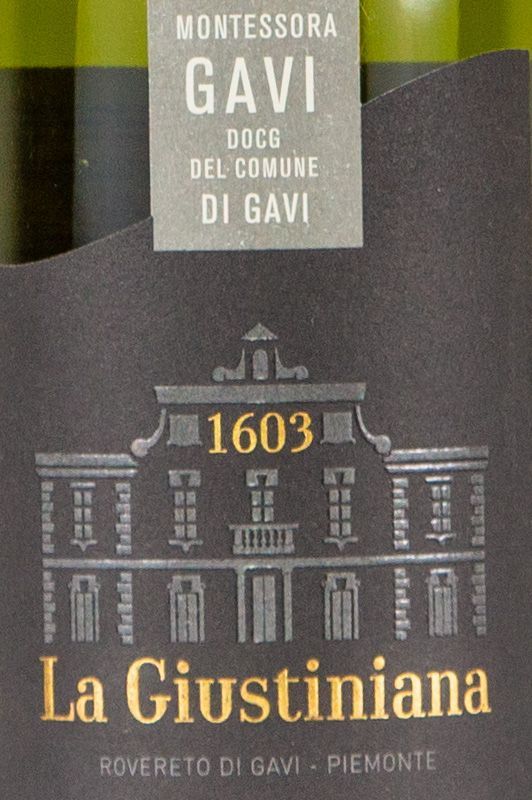 MONTESSORA
GAVI
DOCG
DEL COMUNE
DI GAVI
1603
La Giustiniana
ROVERETO DI GAVI - PIEMONTE